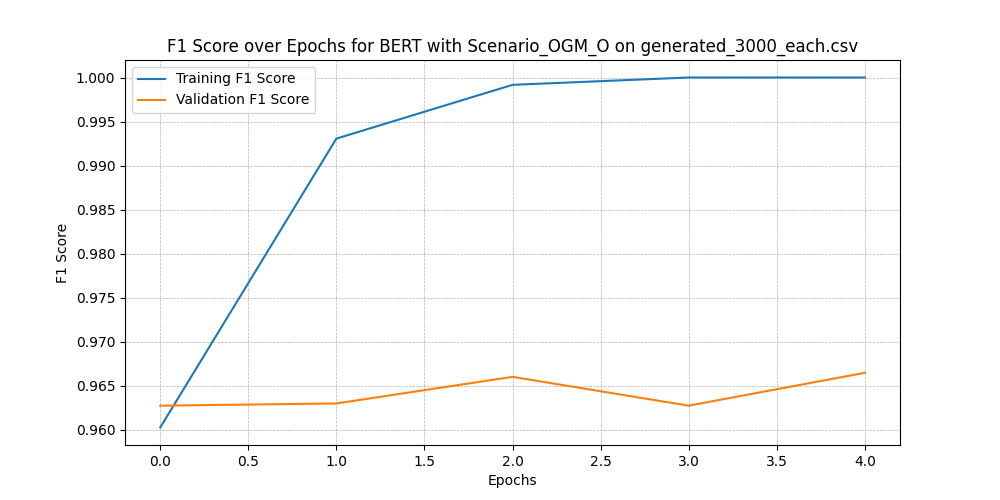 F1 Score over Epochs for BERT with Scenario_OGM_O on generated_3000_each.csv
Training F1 Score
Validation F1 Score
F1 Score
1.000
0.995
0.990
0.985
0.980
0.975
0.970
0.965
0.960
0.0 0.5 1.0 1.5 2.0 2.5 3.0 3.5 4.0
Epochs